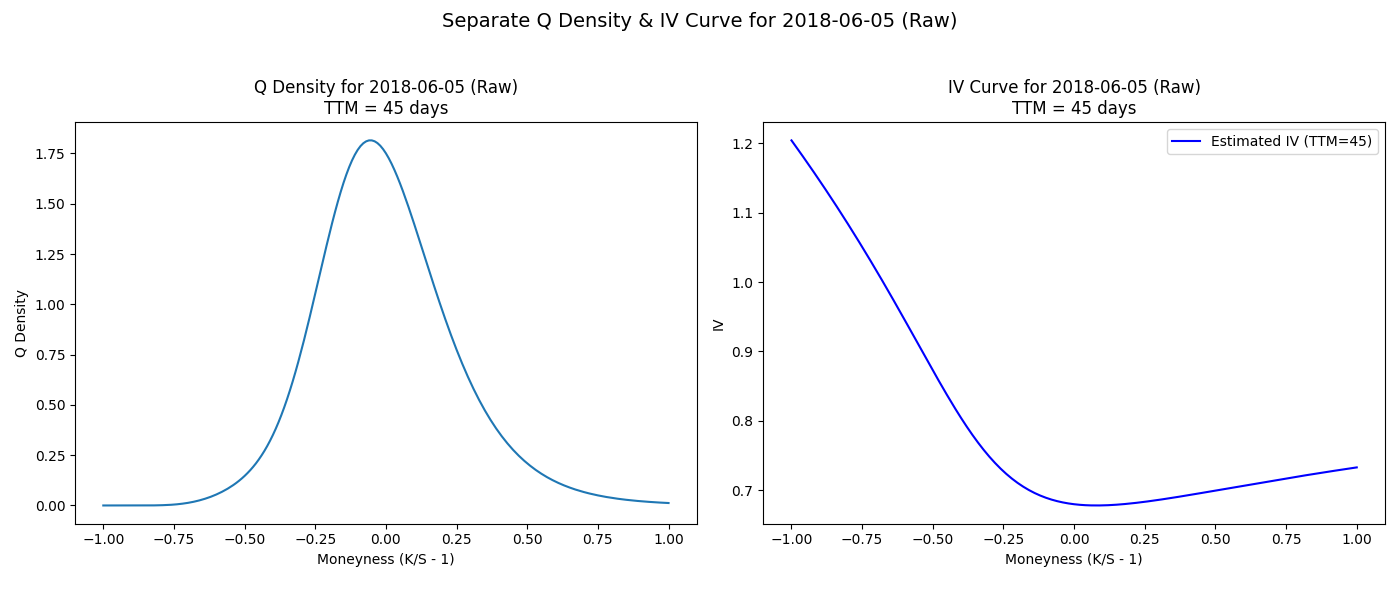 Separate Q Density & IV Curve for 2018-06-05 (Raw)
Q Density for 2018-06-05 (Raw)
TTM = 45 days
1.75
1.50
1.25
1.00
0.75
0.50
0.25
0.00
Q Density
−1.00 −0.75 −0.50 −0.25 0.00 0.25 0.50 0.75 1.00
Moneyness (K/S - 1)
IV Curve for 2018-06-05 (Raw)
TTM = 45 days
Estimated IV (TTM=45)
1.2
1.1
1.0
0.9
0.8
0.7
IV
−1.00 −0.75 −0.50 −0.25 0.00 0.25 0.50 0.75 1.00
Moneyness (K/S - 1)